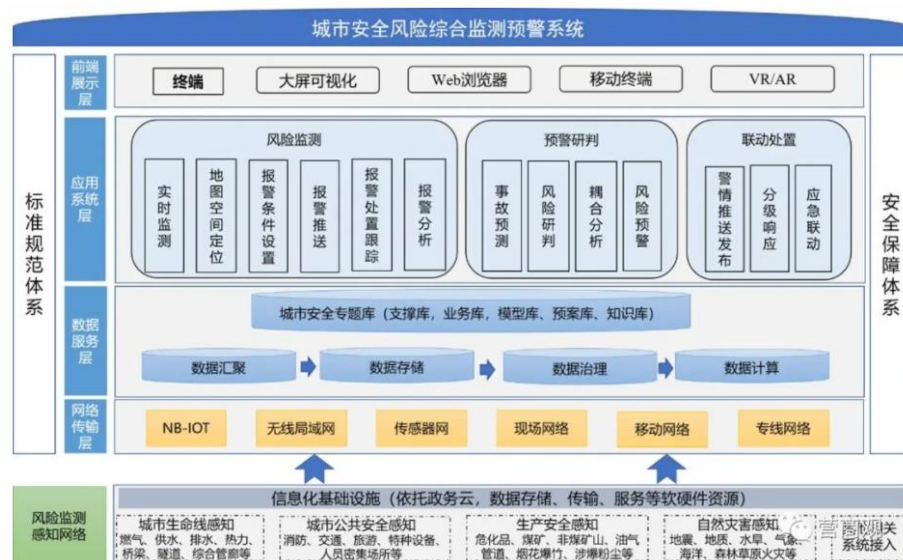 城市安全风险综合监测预警系统
标准规范体系
安全保障体系
前端
展示
层
终端
大屏可视化
Web浏览器
移动终端
VR/AR
应用
系统
层
风险监测
实时监测
地图空间定位
报警条件设置
报警推送
报警处置跟踪
报警分析
预警研判
事故预测
风险研判
耦合分析
风险预警
联动处置
警情推送发布
分级响应
应急联动
数据
服务
层
城市安全专题库（支撑库，业务库，模型库、预案库、知识库）
数据汇聚
数据存储
数据治理
数据计算
网络
传输
层
NB-IOT
无线局域网
传感器网
现场网络
移动网络
专线网络
风险监测
感知网络
信息化基础设施（依托政务云，数据存储、传输、服务等软硬件资源）
城市生命线感知
燃气、供水、排水、热力、
桥梁、隧道、综合管廊等
城市公共安全感知
消防、交通、旅游、特种设备、
人员密集场所等
生产安全感知
危化品、煤矿、非煤矿山、油气
管道、烟花爆竹、涉爆粉尘等
自然灾害感知
地震、地质、水旱、气象、
海洋、森林草原火灾等
相关
系统接入